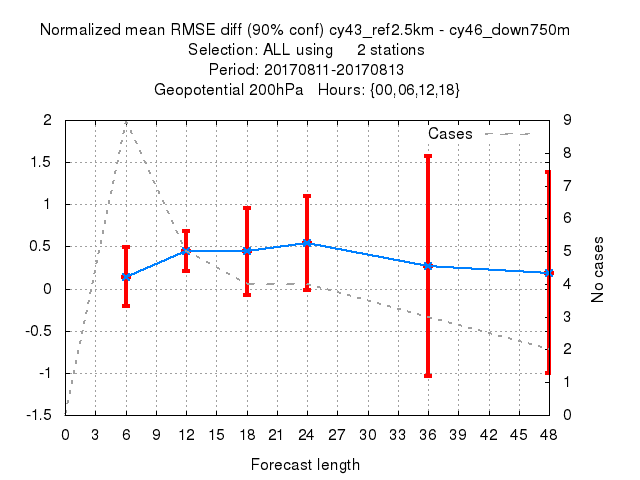 Normalized mean RMSE diff (90% conf) cy43_ref2.5km - cy46_down750m
Selection: ALL using 2 stations
Period: 20170811-20170813
Geopotential 200hPa Hours: {00,06,12,18}
Cases
2
1.5
1
0.5
0
-0.5
-1
-1.5
9
8
7
6
5
4
3
2
1
0
No cases
0 3 6 9 12 15 18 21 24 27 30 33 36 39 42 45 48
Forecast length